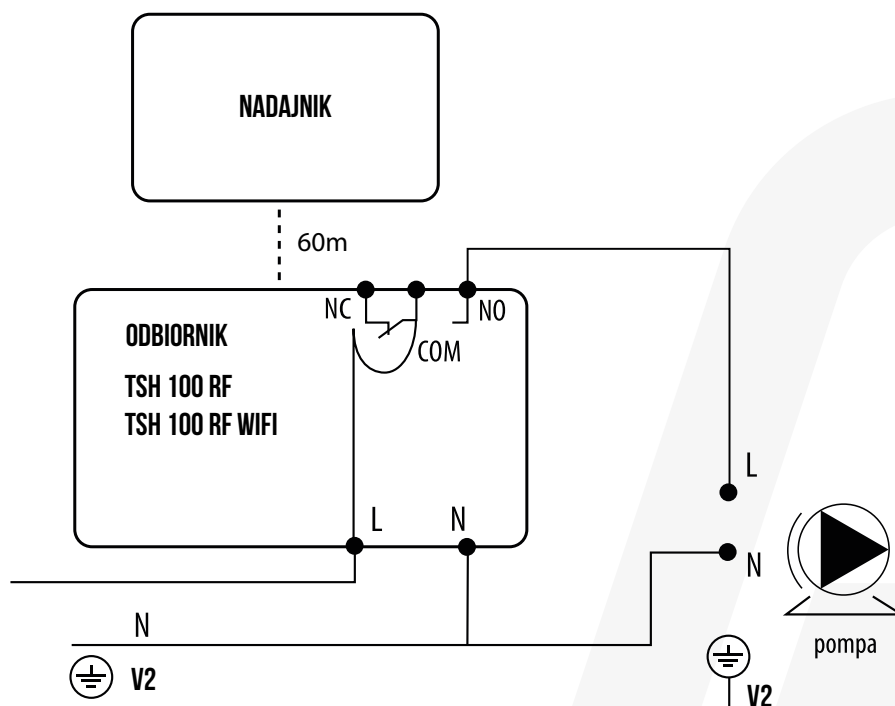 NADAJNIK
60m
NC
NO
COM
ODBIORNIK
TSH 100 RF
TSH 100 RF WIFI
L
N
L
N
N
pompa
V2
V2